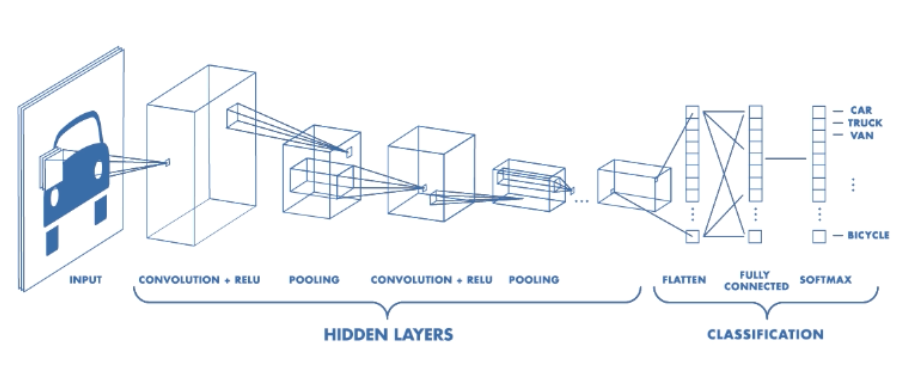 CAR
TRUCK
VAN
BICYCLE
INPUT
CONVOLUTION + RELU
POOLING
CONVOLUTION + RELU
POOLING
FLATTEN
FULLY
CONNECTED
SOFTMAX
HIDDEN LAYERS
CLASSIFICATION